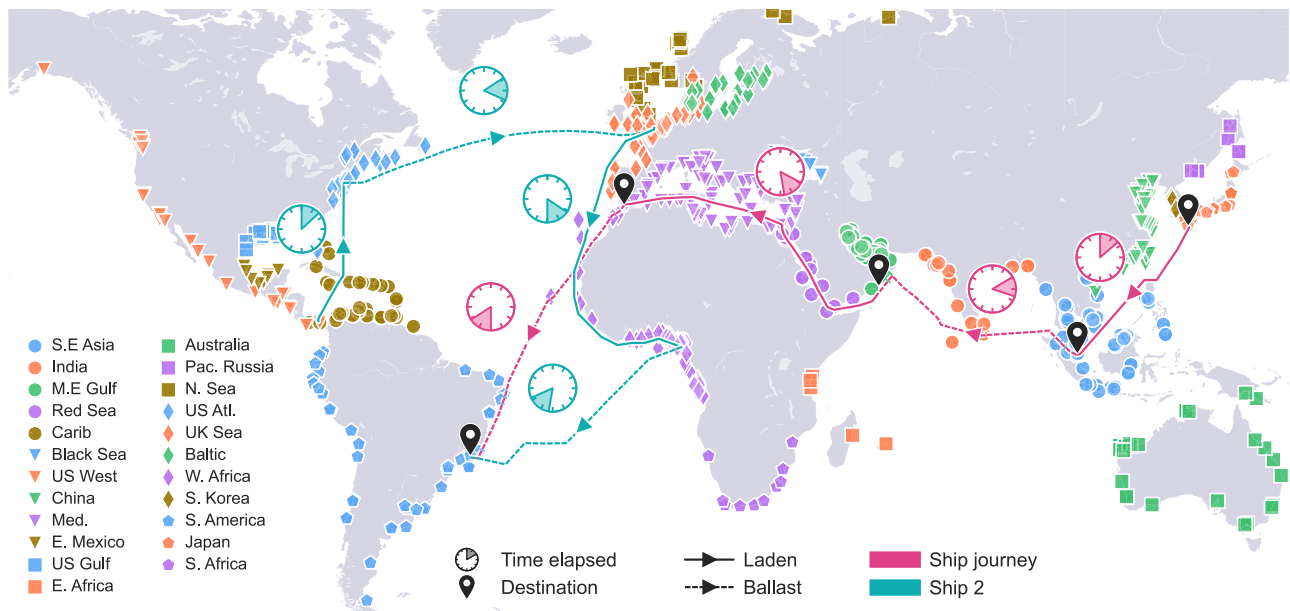 S.E Asia
India
M.E Gulf
Red Sea
Carib
Black Sea
US West
China
Med.
E. Mexico
US Gulf
E. Africa
Australia
Pac. Russia
N. Sea
US Atl.
UK Sea
Baltic
W. Africa
S. Korea
S. America
Japan
S. Africa
Time elapsed
Destination
Laden
Ballast
Ship journey
Ship 2